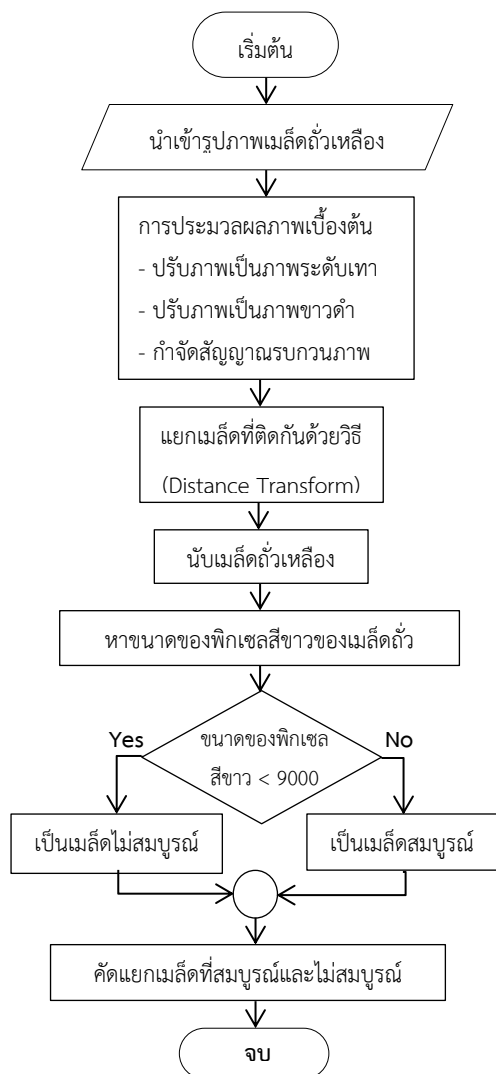 เริ่มต้น
นำเข้ารูปภาพเมล็ดถั่วเหลือง
การประมวลผลภาพเบื้องต้น
- ปรับภาพเป็นภาพระดับเทา
- ปรับภาพเป็นภาพขาวดำ
- กำจัดสัญญาณรบกวนภาพ
แยกเมล็ดที่ติดกันด้วยวิธี
(Distance Transform)
นับเมล็ดถั่วเหลือง
หาขนาดของพิกเซลสีขาวของเมล็ดถั่ว
Yes
ขนาดของพิกเซล
No
สีขาว < 9000
เป็นเมล็ดไม่สมบูรณ์
เป็นเมล็ดสมบูรณ์
คัดแยกเมล็ดที่สมบูรณ์และไม่สมบูรณ์
จบ